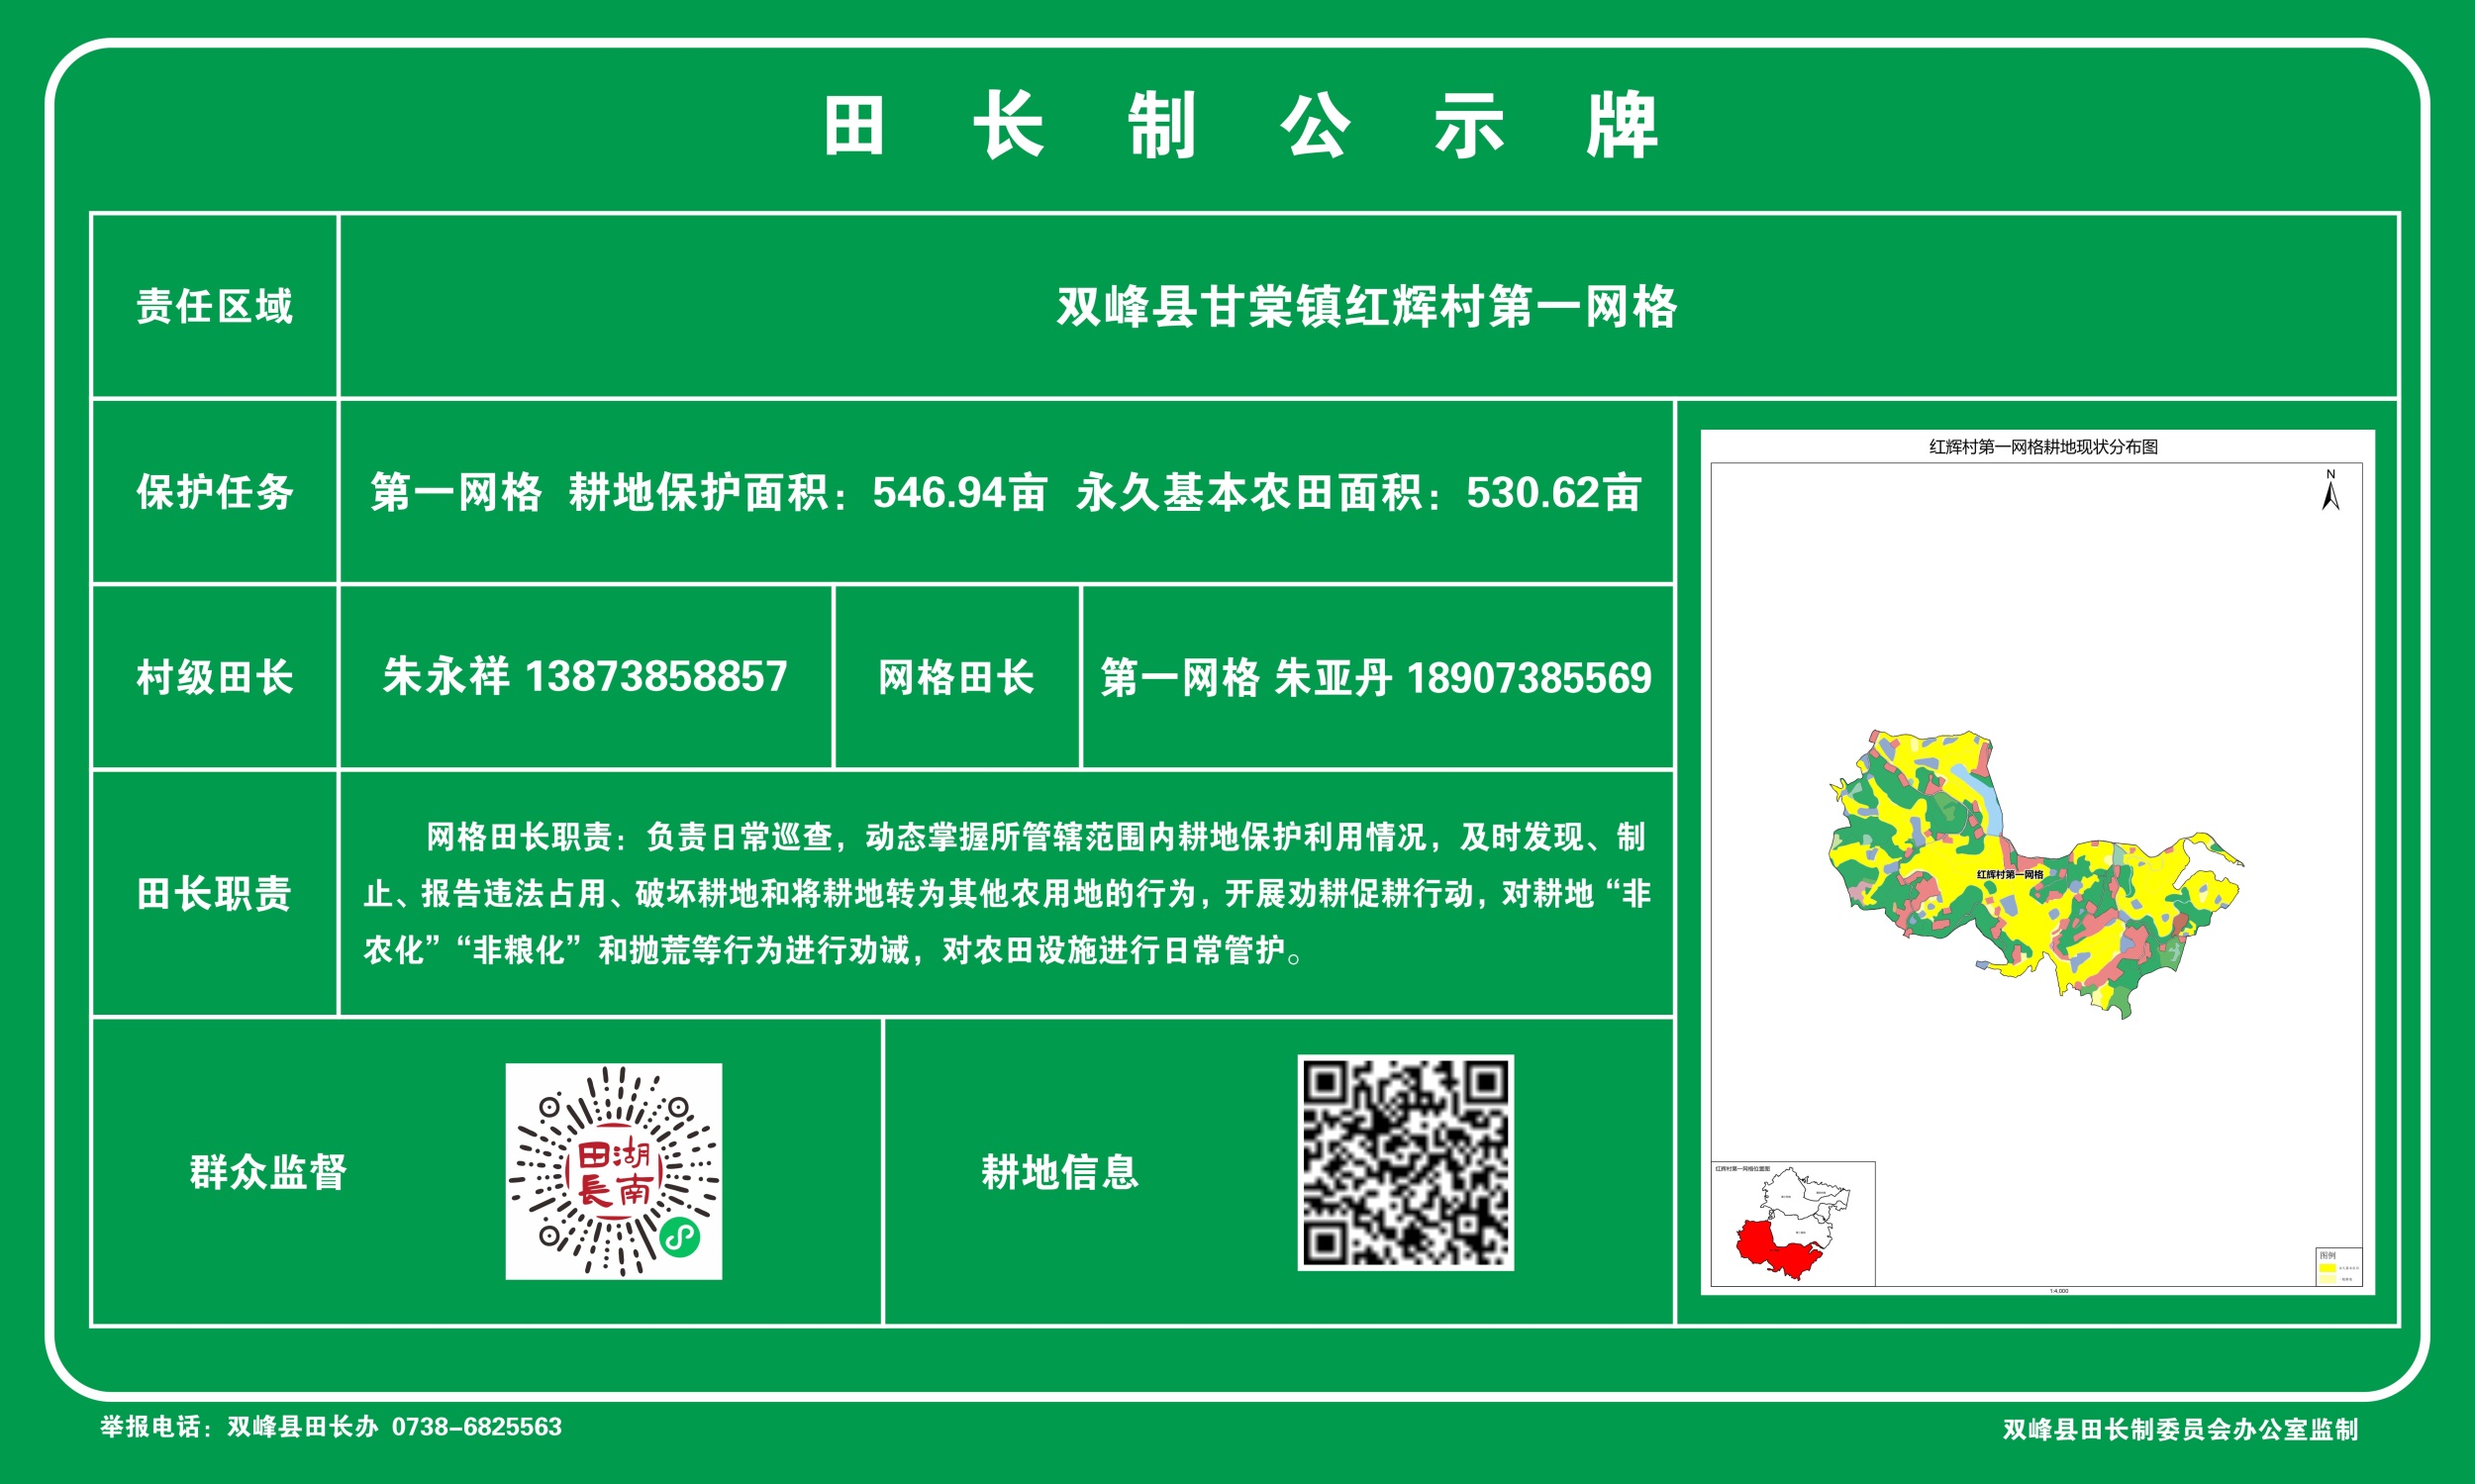 田长制公示牌
责任区域
双峰县甘棠镇红辉村第一网格
保护任务
第一网格 耕地保护面积：546.94亩 永久基本农田面积：530.62亩
村级田长
朱永祥 13873858857
网格田长
第一网格 朱亚丹 18907385569
田长职责
网格田长职责：负责日常巡查，动态掌握所管辖范围内耕地保护利用情况，及时发现、制
止、报告违法占用、破坏耕地和将耕地转为其他农用地的行为，开展劝耕促耕行动，对耕地“非
农化”“非粮化”和抛荒等行为进行劝诫，对农田设施进行日常管护。
群众监督
田湖
長南
耕地信息
红辉村第一网格耕地现状分布图
N
红辉村第一网格
红辉村第一网格位置图
图例
1:4,000
举报电话：双峰县田长办 0738-6825563
双峰县田长制委员会办公室监制